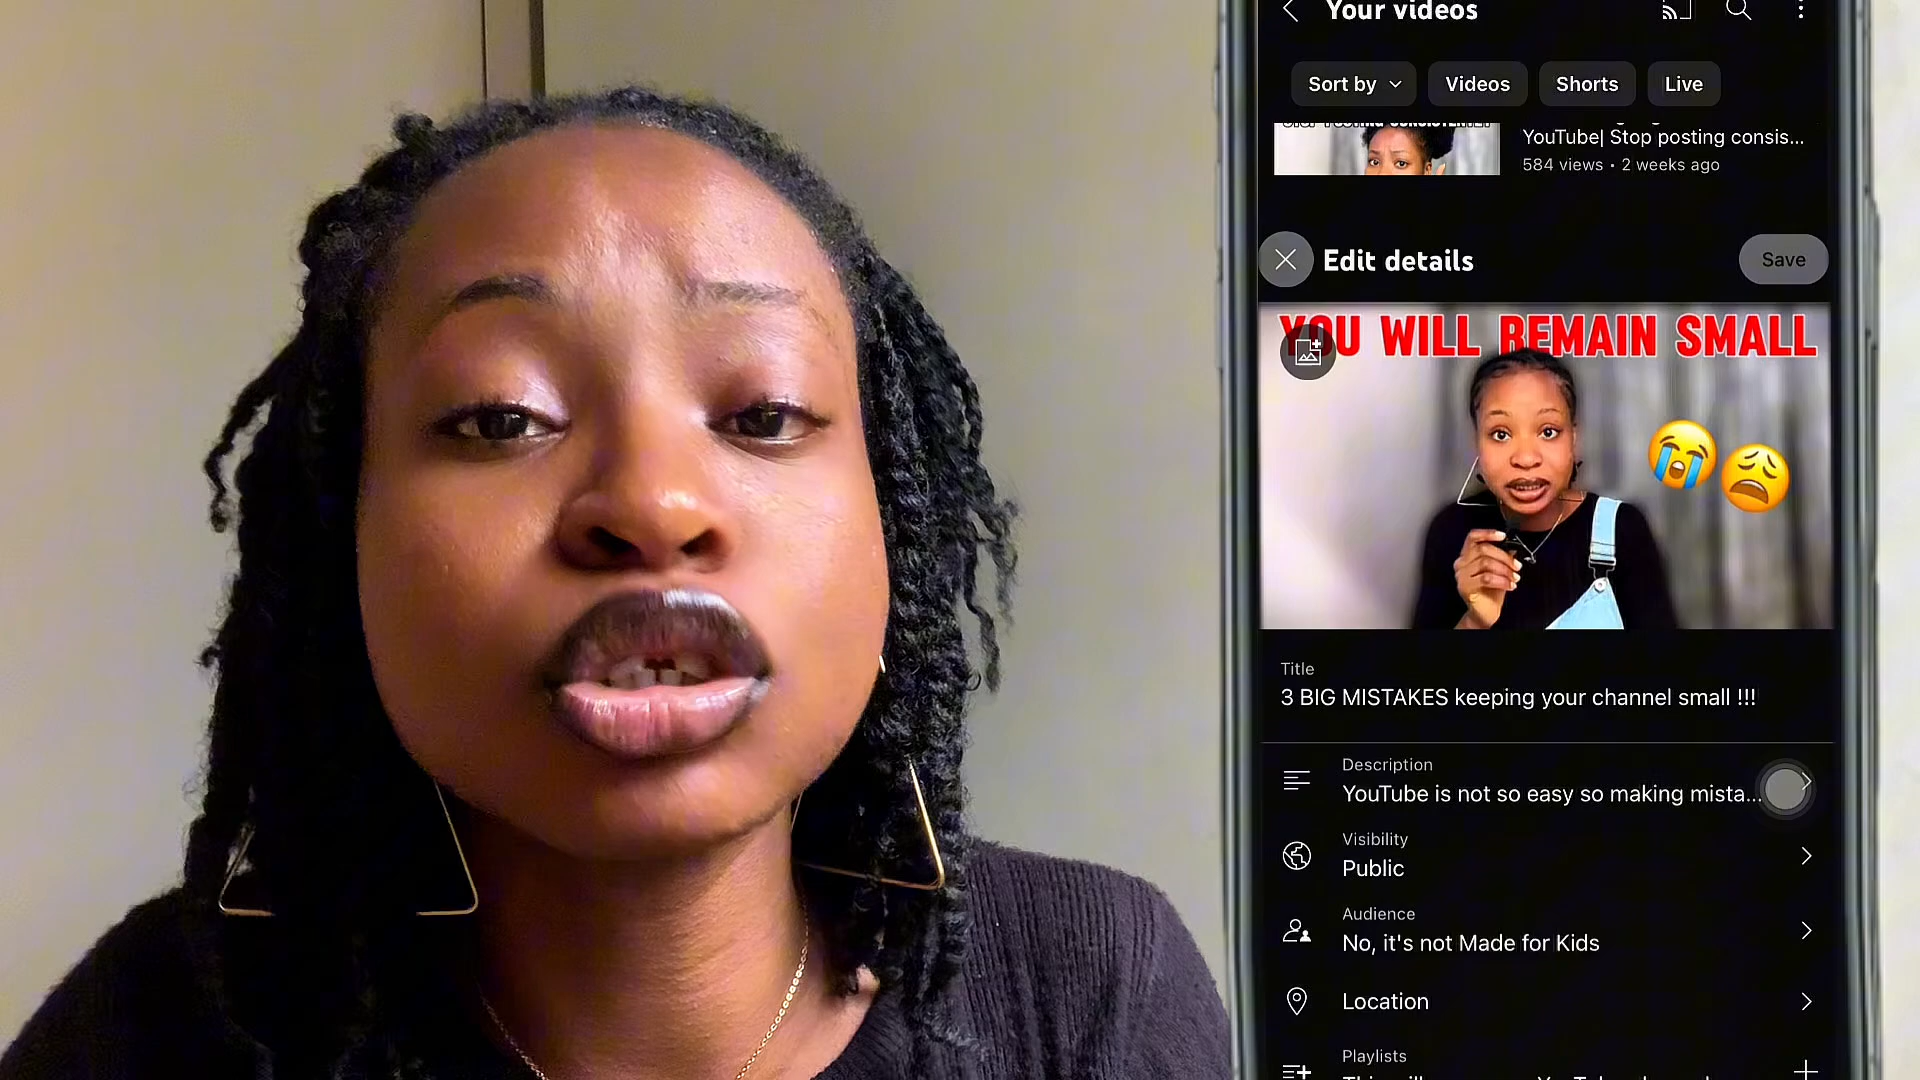 Your videos
Sort by
Videos
Shorts
Live
YouTube| Stop posting consis...
584 views • 2 weeks ago
Edit details
Save
YOU WILL REMAIN SMALL
Title
3 BIG MISTAKES keeping your channel small !!!
Description
YouTube is not so easy so making mista...
Visibility
Public
Audience
No, it's not Made for Kids
Location
Playlists